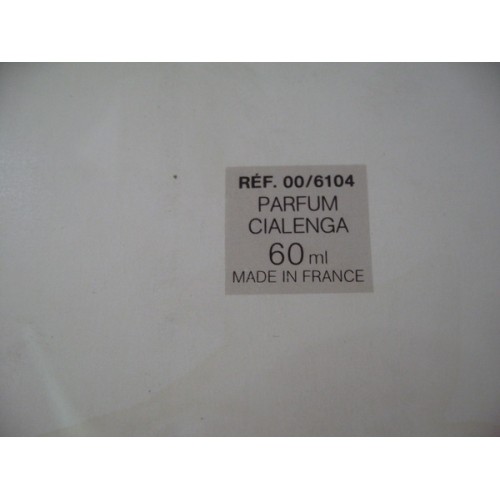 RÉF. 00/6104
PARFUM
CIALENGA
60 ml
MADE IN FRANCE